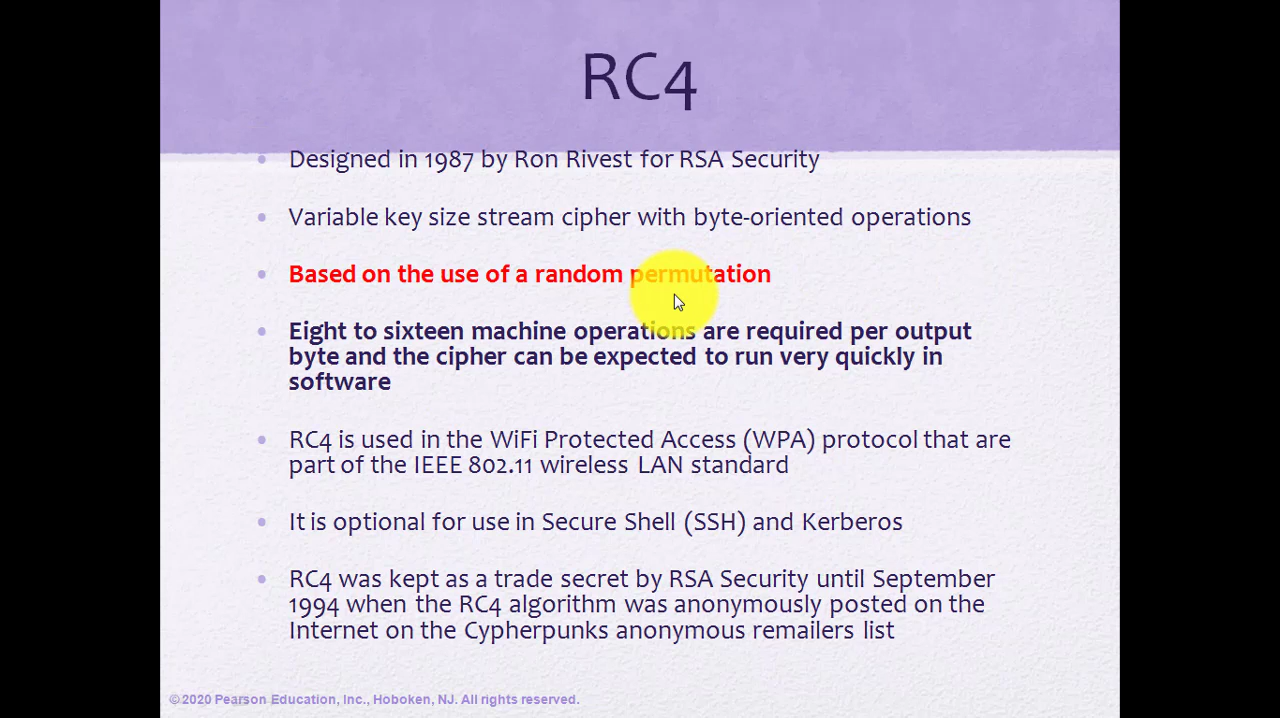 RC4
• Designed in 1987 by Ron Rivest for RSA Security
• Variable key size stream cipher with byte-oriented operations
• Based on the use of a random permutation
• Eight to sixteen machine operations are required per output
byte and the cipher can be expected to run very quickly in
software
• RC4 is used in the WiFi Protected Access (WPA) protocol that are
part of the IEEE 802.11 wireless LAN standard
• It is optional for use in Secure Shell (SSH) and Kerberos
• RC4 was kept as a trade secret by RSA Security until September
1994 when the RC4 algorithm was anonymously posted on the
Internet on the Cypherpunks anonymous remailers list
©2020 Pearson Education, Inc., Hoboken, NJ. All rights reserved.